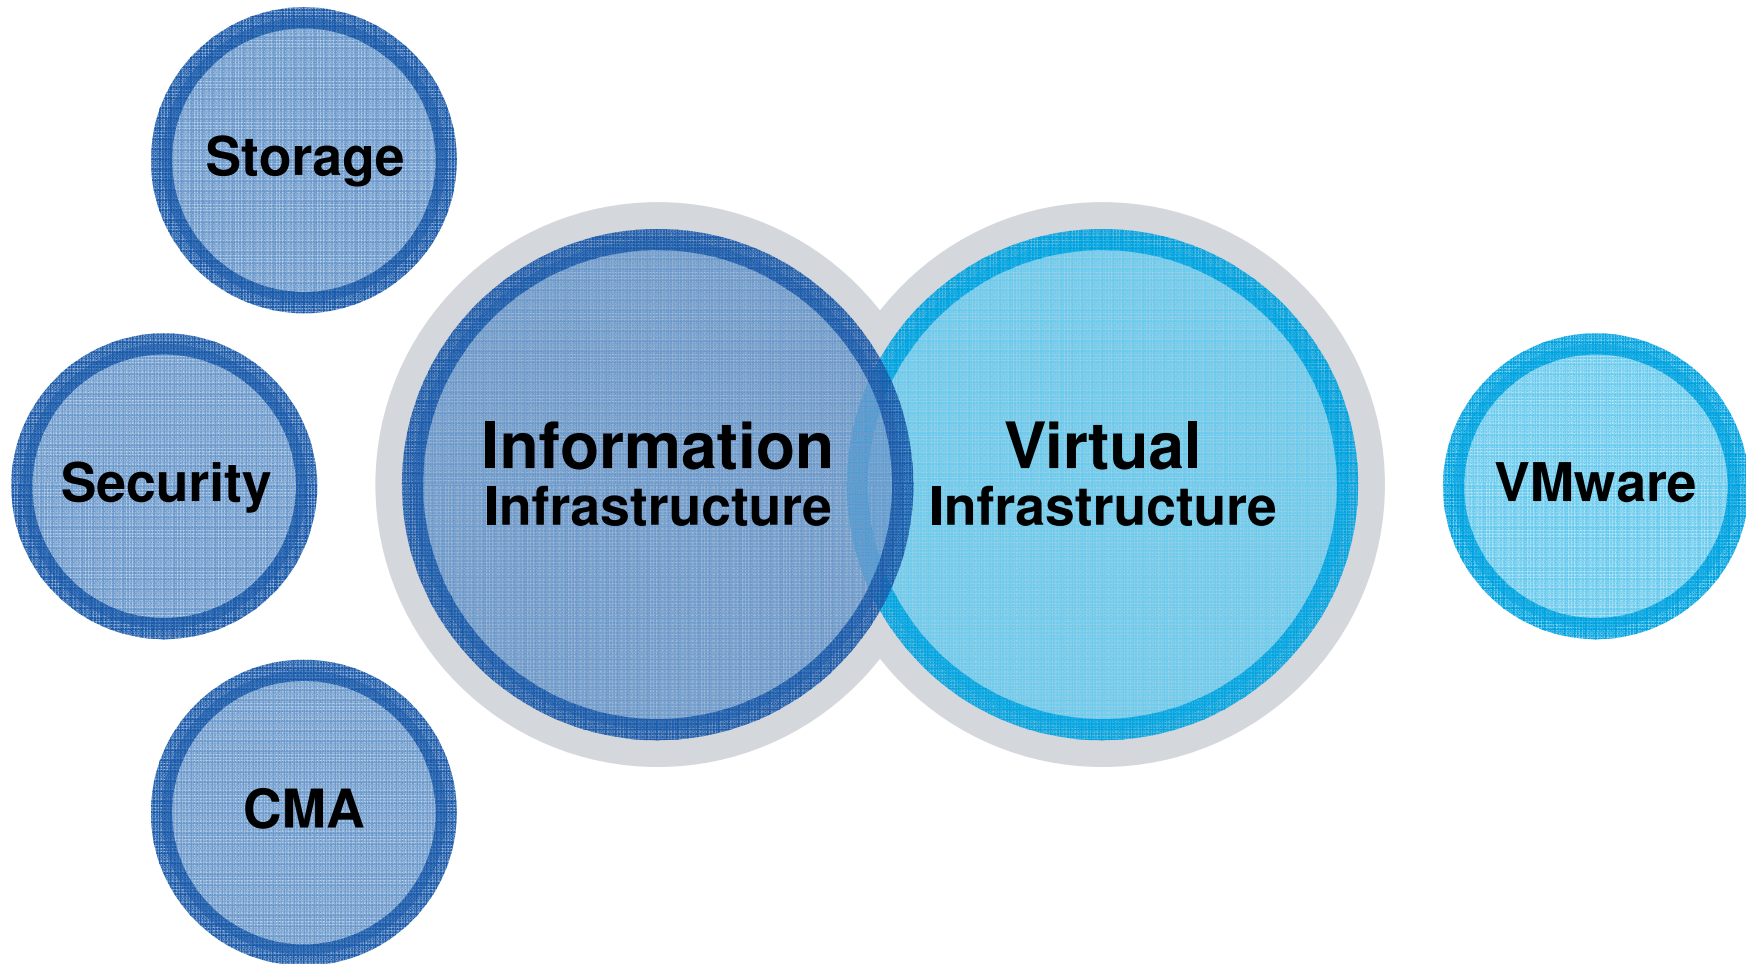 Storage
Security
CMA
Information
Infrastructure
Virtual
Infrastructure
VMware